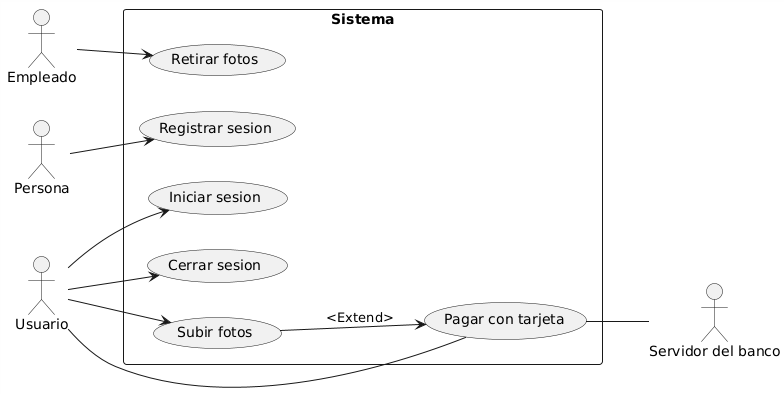 Sistema
Empleado
Retirar fotos
Persona
Registrar sesion
Usuario
Iniciar sesion
Cerrar sesion
Subir fotos
<Extend>
Pagar con tarjeta
Servidor del banco